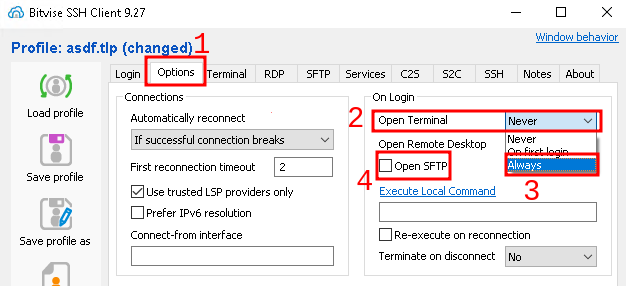 Bitvise SSH Client 9.27
Profile: asdf.tlp (changed)
1
Window behavior
Login Options Terminal RDP SFTP Services C2S S2C SSH Notes About
Load profile
Save profile
Save profile as
Connections
Automatically reconnect
If successful connection breaks
First reconnection timeout 2
Use trusted LSP providers only
Prefer IPv6 resolution
Connect-from interface
On Login
2 Open Terminal Never
Never
On first login
Always
Open Remote Desktop
Open SFTP
4
3
Execute Local Command
Re-execute on reconnection
Terminate on disconnect No